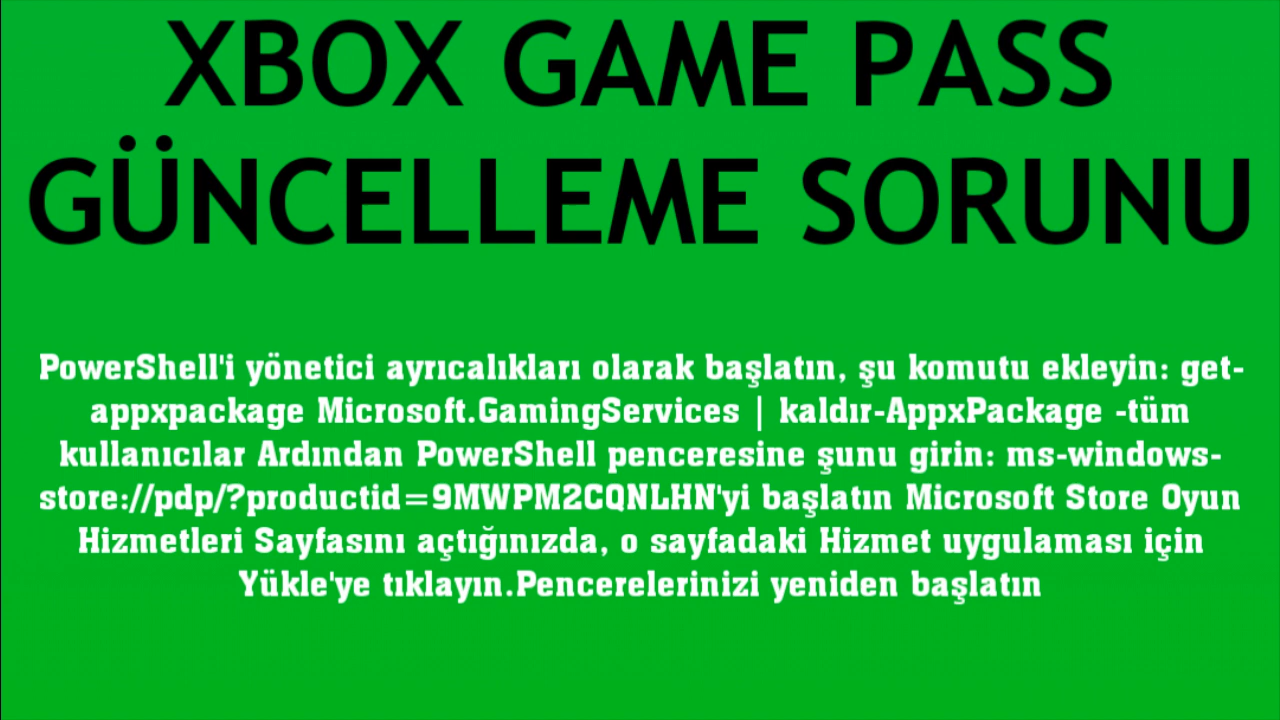 XBOX GAME PASS
GÜNCELLEME SORUNU
PowerShell'i yönetici ayrıcalıkları olarak başlatın, şu komutu ekleyin: get-
appxpackage Microsoft.GamingServices | kaldır-AppxPackage -tüm
kullanıcılar Ardından PowerShell penceresine şunu girin: ms-windows-
store://pdp/?productid=9MWPM2CQNLHN'yi başlatın Microsoft Store Oyun
Hizmetleri Sayfasını açtığınızda, o sayfadaki Hizmet uygulaması için
Yükle'ye tıklayın.Pencerelerinizi yeniden başlatın